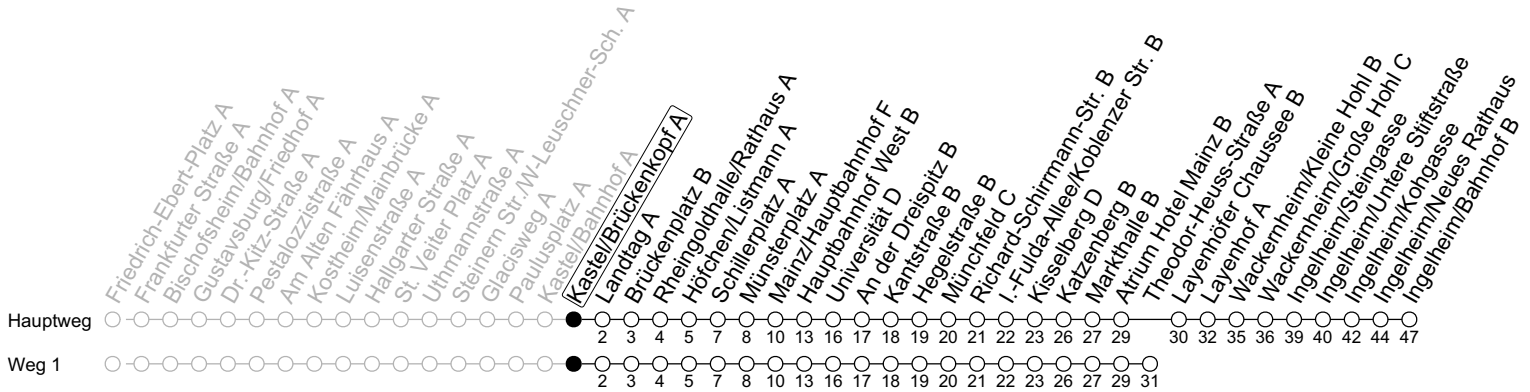 Friedrich-Ebert-Platz A
Frankfurter Straße A
Bischofsheim/Bahnhof A
Gustavsburg/Friedhof A
Dr.-Kitz-Straße A
Pestalozzistraße A
Am Alten Fährhaus A
Kostheim/Mainbrücke A
Luisenstraße A
Hallgarter Straße A
St. Veiter Platz A
Uthmannstraße A
Steinern Str./W-Leuschner-Sch. A
Glacisweg A
Paulusplatz A
Kastel/Bahnhof A
Kastel/Brückenkopf A
Landtag A
Brückenplatz B
Rheingoldhalle/Rathaus A
Höfchen/Listmann A
Schillerplatz A
Münsterplatz A
Mainz/Hauptbahnhof F
Hauptbahnhof West B
Universität D
An der Dreispitz B
Kantstraße B
Hegelstraße B
Münchfeld C
Richard-Schirrmann-Str. B
I.-Fulda-Allee/Koblenzer Str. B
Kisselberg D
Katzenberg B
Markthalle B
Atrium Hotel Mainz B
Theodor-Heuss-Straße A
Layenhöfer Chaussee B
Layenhof A
Wackernheim/Kleine Hohl B
Wackernheim/Große Hohl C
Ingelheim/Steingasse
Ingelheim/Untere Stiftstraße
Ingelheim/Rohrgasse
Ingelheim/Neues Rathaus
Ingelheim/Bahnhof B
Hauptweg
2 3 4 5 7 8 10 13 16 17 18 19 20 21 22 23 26 27 29 30 32 35 36 39 40 42 44 47
Weg 1
2 3 4 5 7 8 10 13 16 17 18 19 20 21 22 23 26 27 29 31